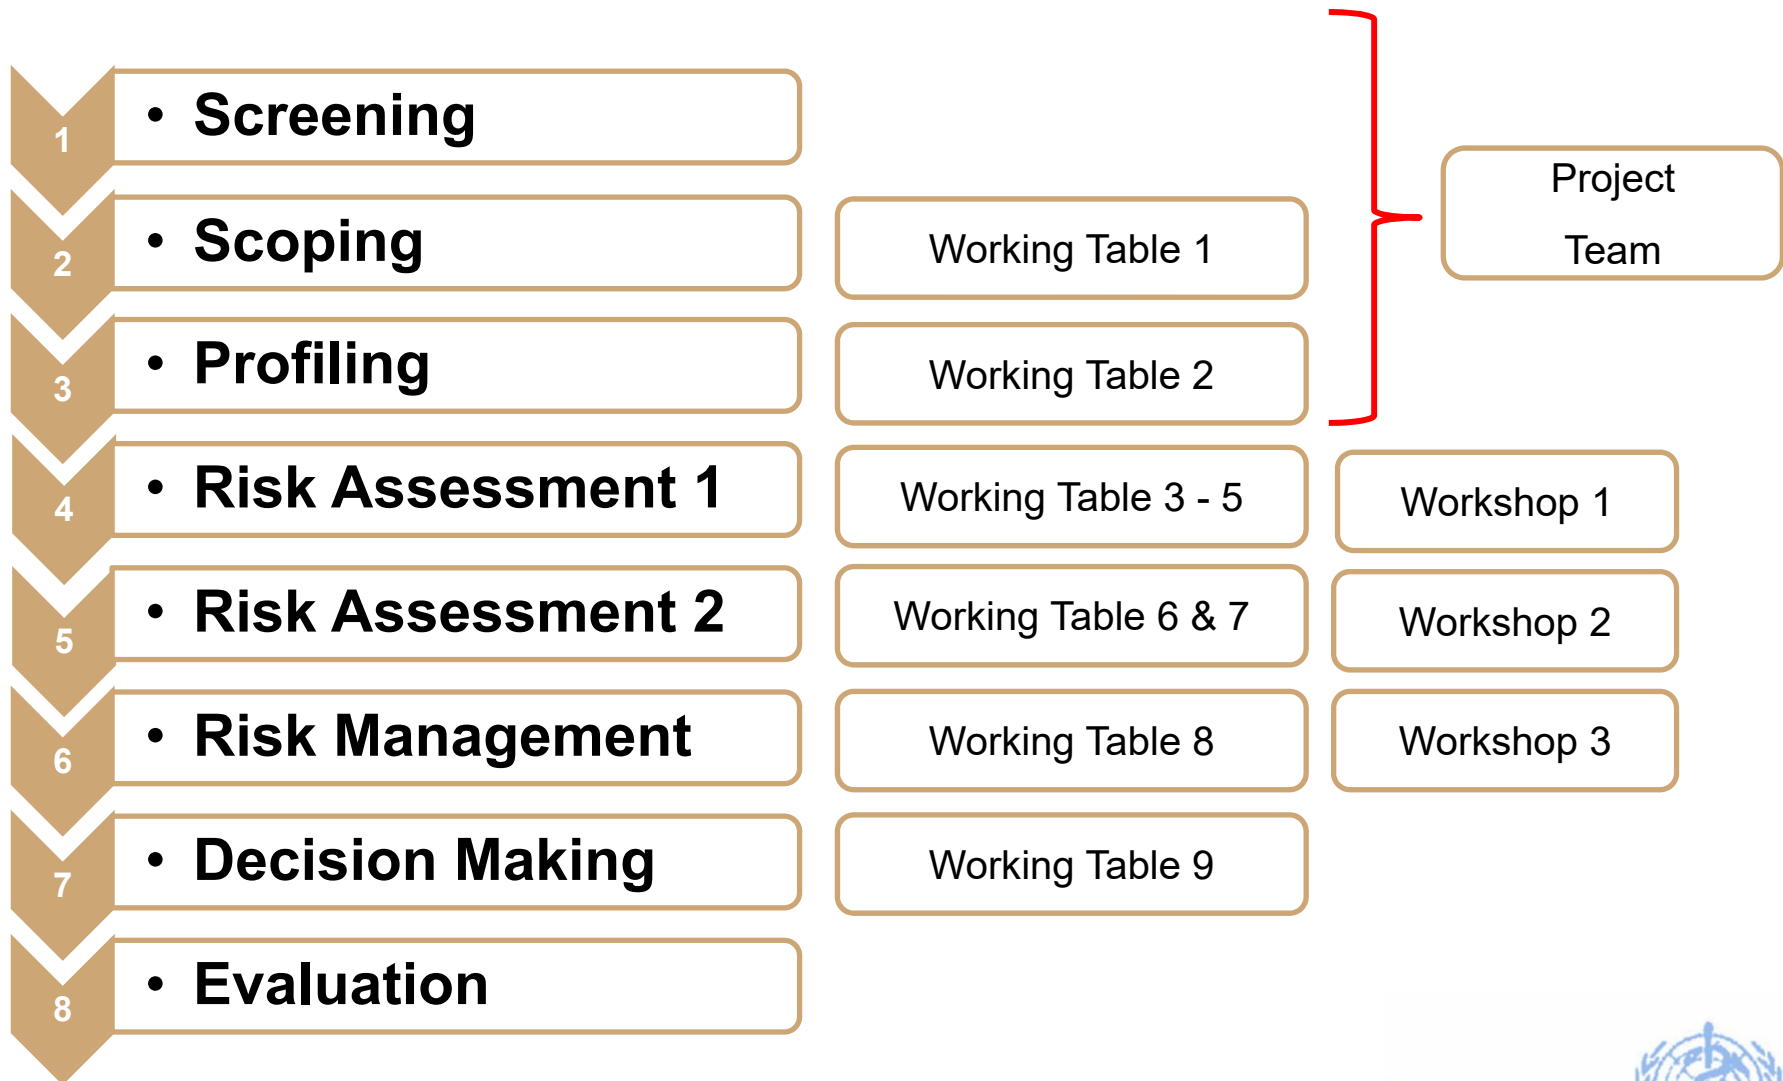 1
• Screening
Project
Team
2
• Scoping
Working Table 1
3
• Profiling
Working Table 2
4
• Risk Assessment 1
Working Table 3 - 5
Workshop 1
5
• Risk Assessment 2
Working Table 6 & 7
Workshop 2
6
• Risk Management
Working Table 8
Workshop 3
7
• Decision Making
Working Table 9
8
• Evaluation